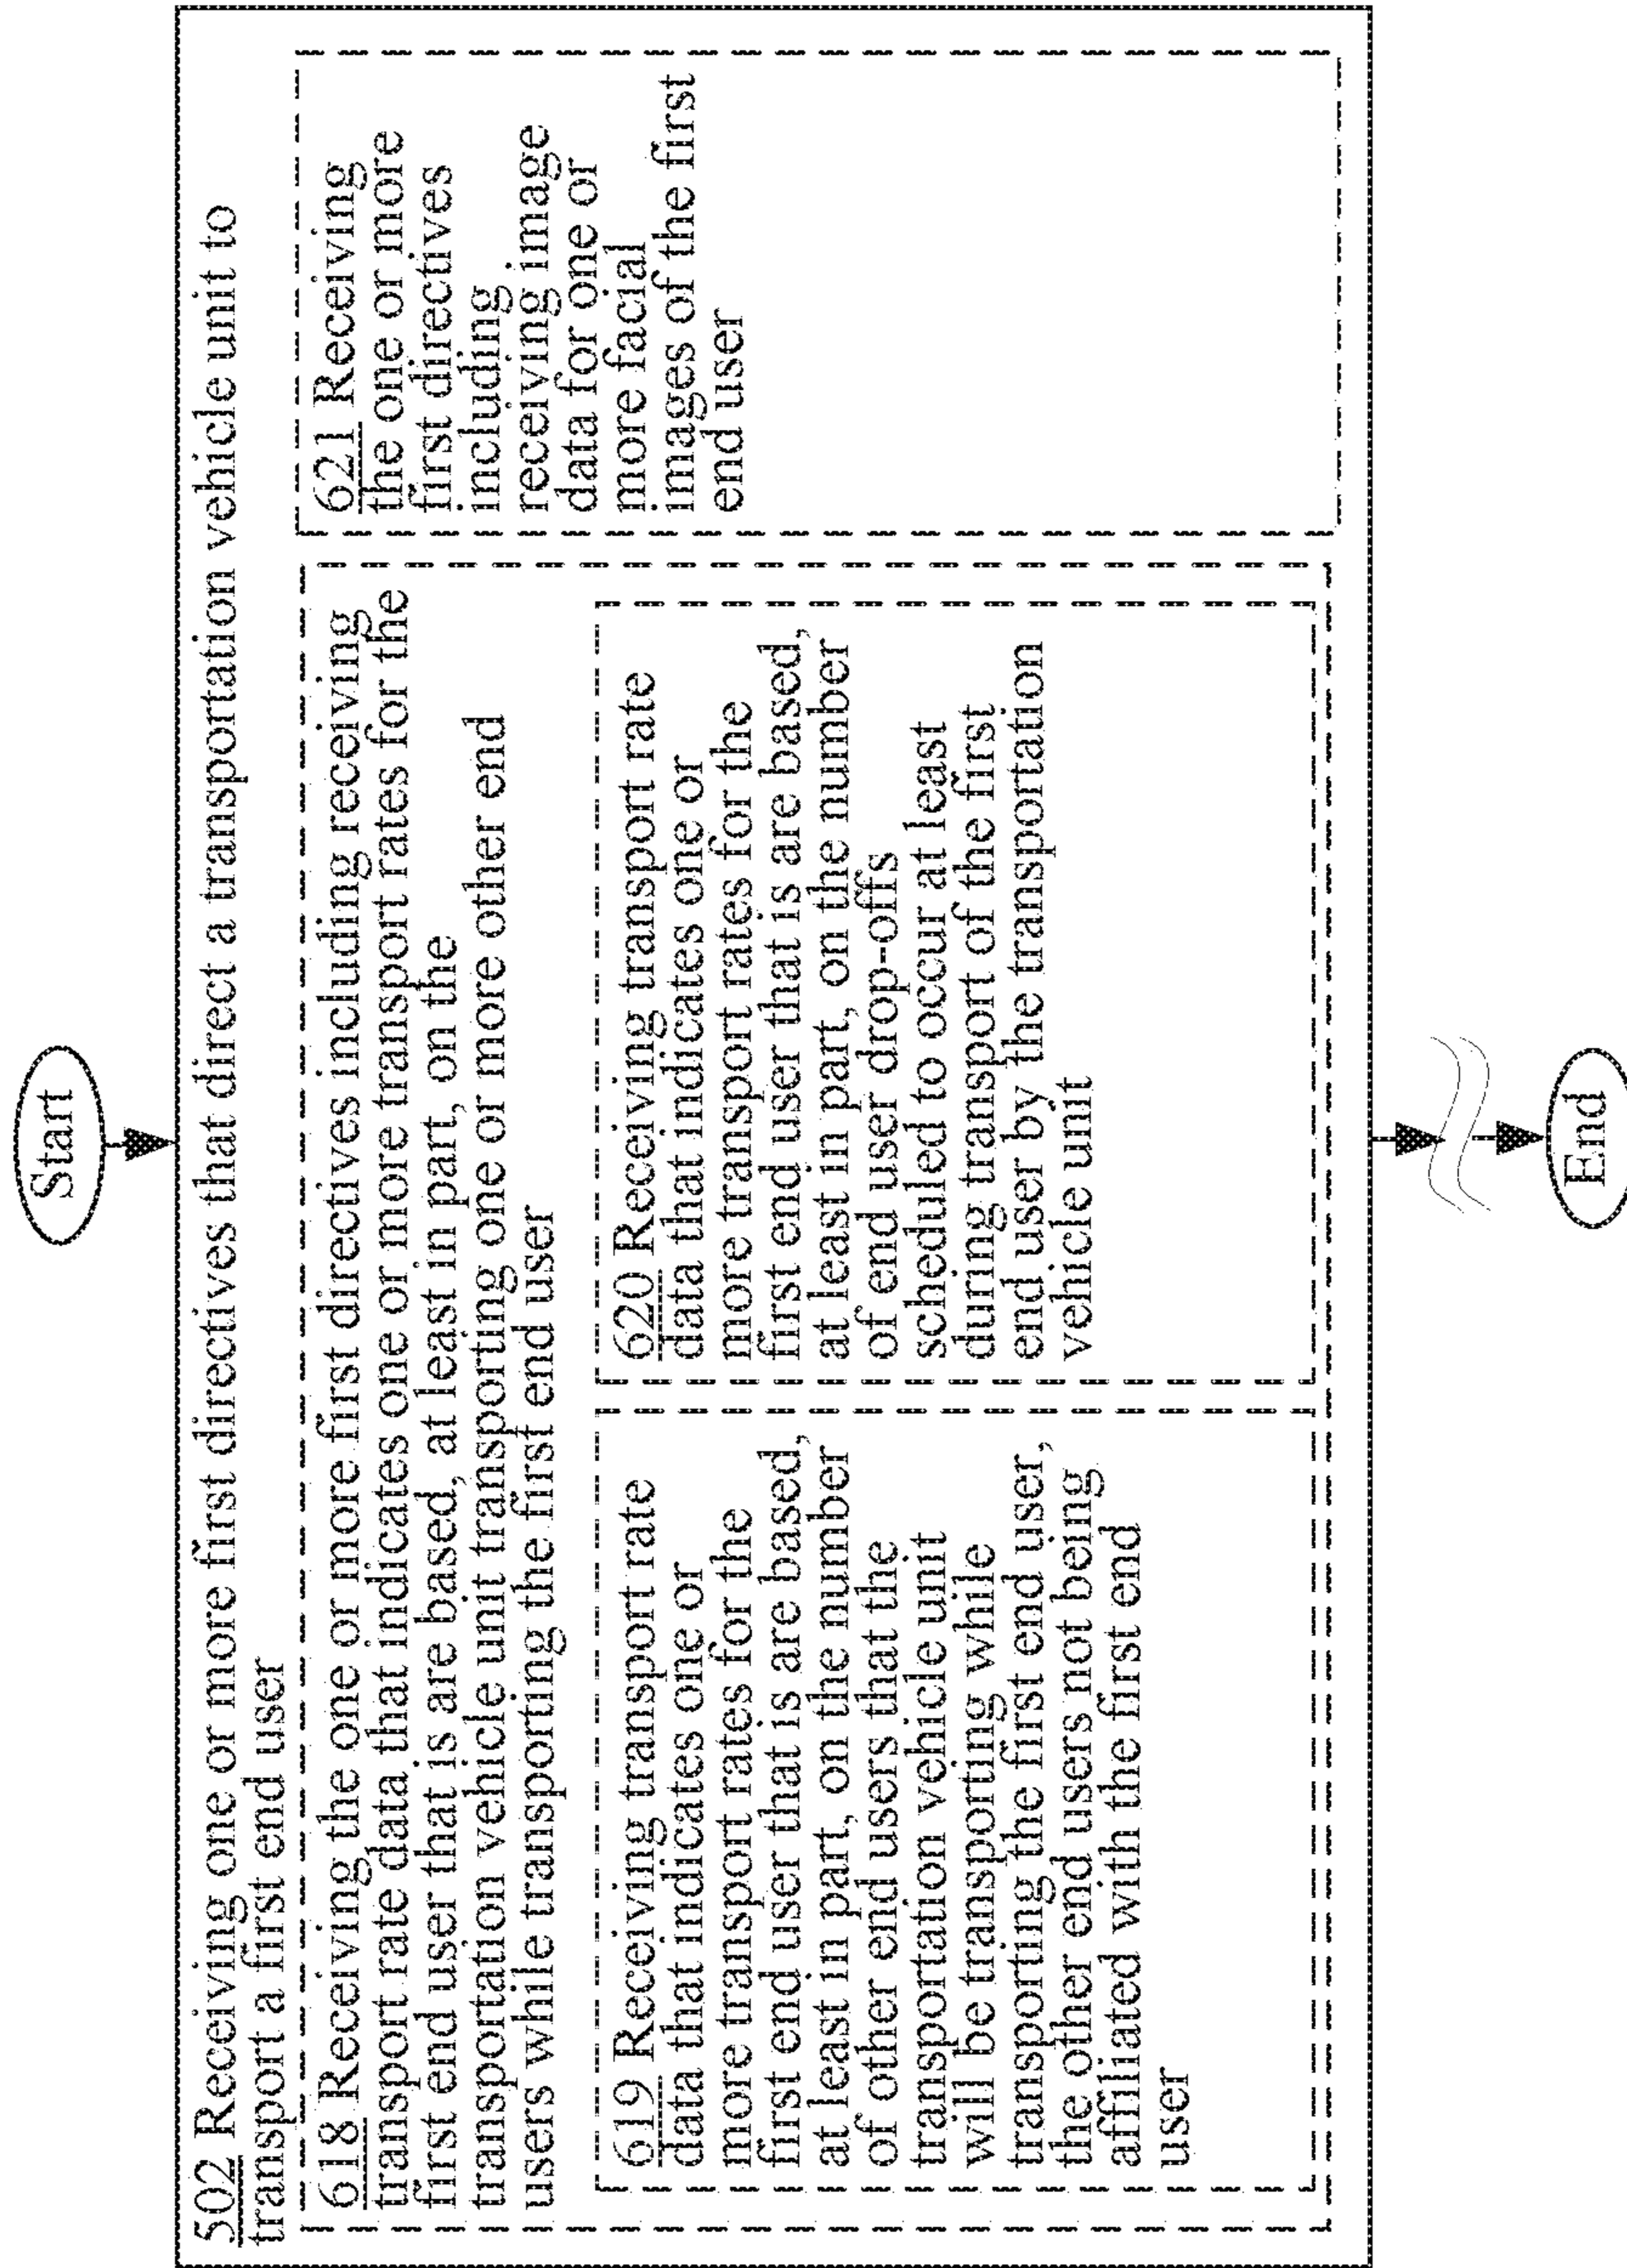 Start
502 Receiving one or more first directives that direct a transportation vehicle unit to
transport a first end user
618 Receiving the one or more first directives including receiving
transport rate data that indicates one or more transport rates for the
first end user that is are based, at least in part, on the
transportation vehicle unit transporting one or more other end
users while transporting the first end user
619 Receiving transport rate
data that indicates one or
more transport rates for the
first end user that is are based,
at least in part, on the number
of other end users that the
transportation vehicle unit
will be transporting while
transporting the first end user,
the other end users not being
affiliated with the first end
user
620 Receiving transport rate
data that indicates one or
more transport rates for the
first end user that is are based,
at least in part, on the number
of end user drop-offs
scheduled to occur at least
during transport of the first
end user by the transportation
vehicle unit
621 Receiving
the one or more
first directives
including
receiving image
data for one or
more facial
images of the first
end user
End